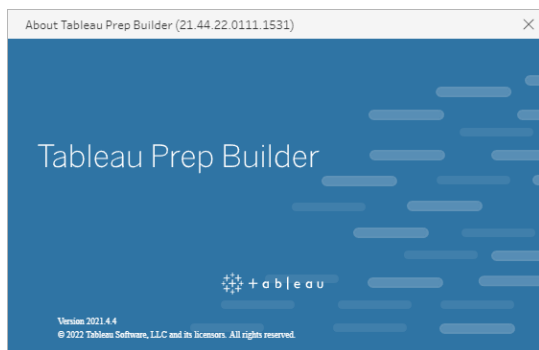 About Tableau Prep Builder (21.44.22.0111.1531)
Tableau Prep Builder
+ a b l e a u
Version 2021.4.4
© 2022 Tableau Software, LLC and its licensors. All rights reserved.